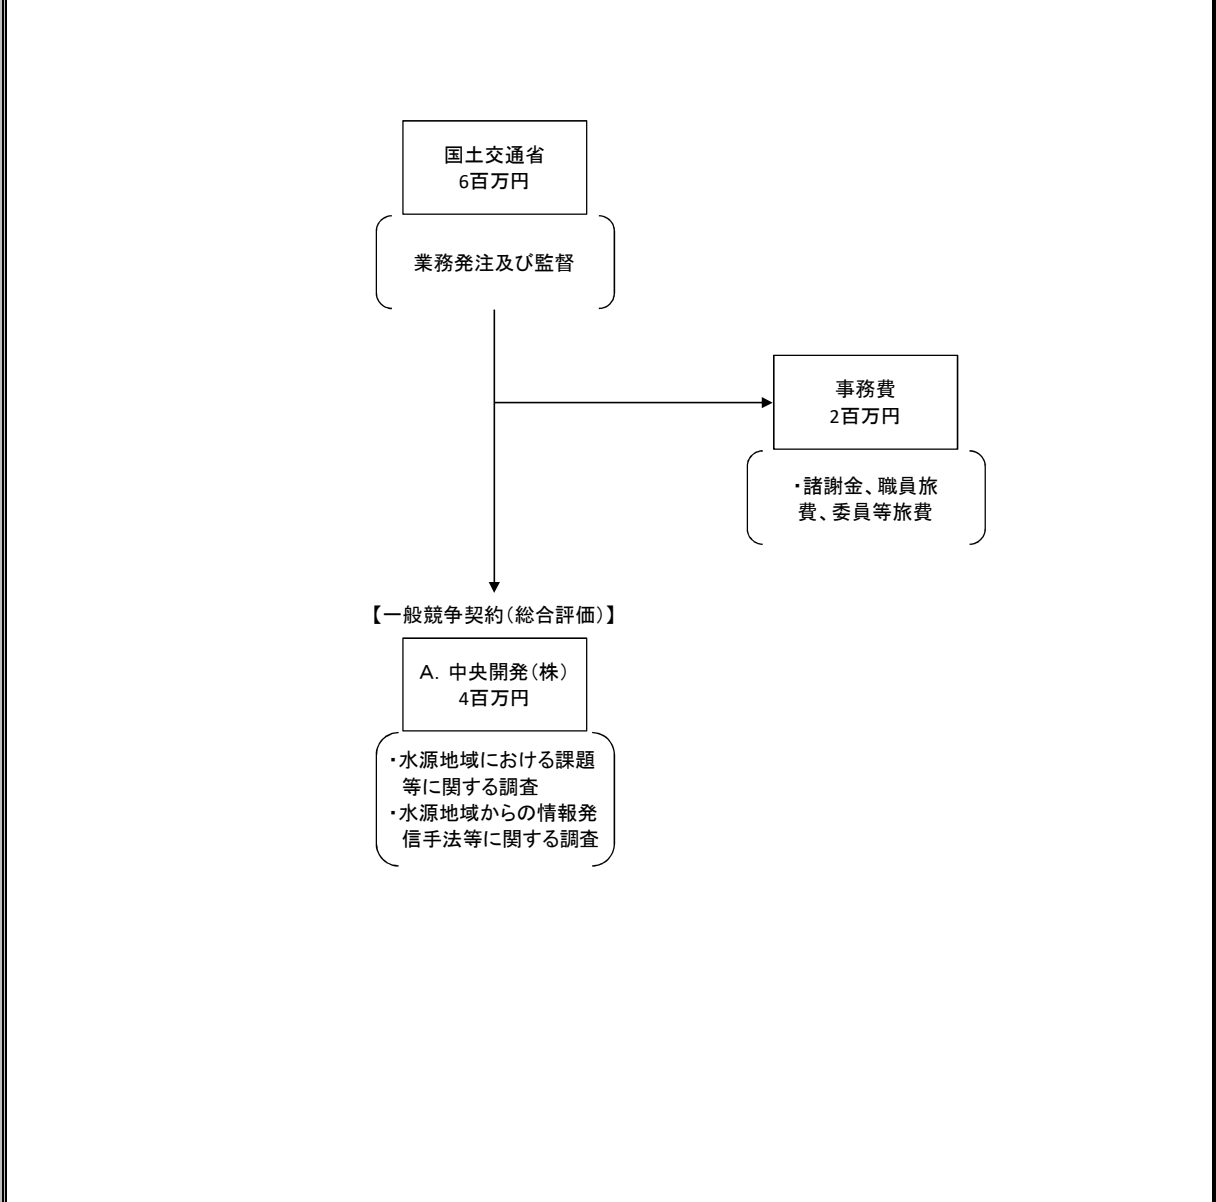 国土交通省
6百万円
業務発注及び監督
事務費
2百万円
・諸謝金、職員旅
費、委員等旅費
【一般競争契約（総合評価）】
A．中央開発（株）
4百万円
・水源地域における課題
等に関する調査
・水源地域からの情報発
信手法等に関する調査